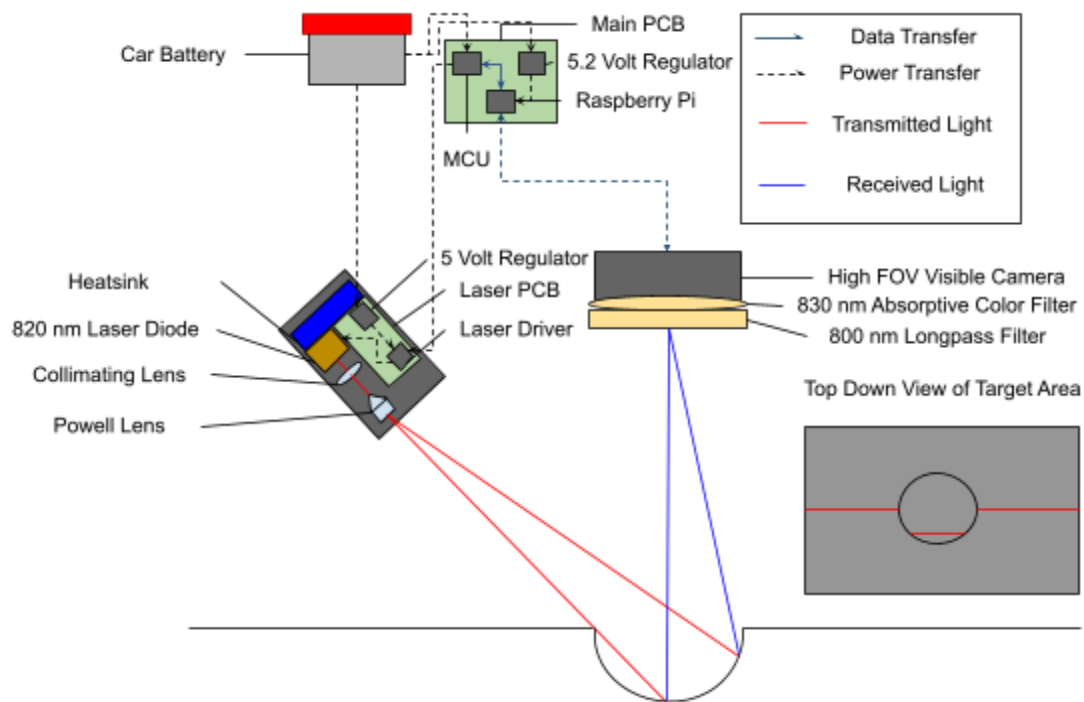 Main PCB
Car Battery
5.2 Volt Regulator
Raspberry Pi
MCU
Data Transfer
Power Transfer
Transmitted Light
Received Light
5 Volt Regulator
Laser PCB
Laser Driver
Heatsink
820 nm Laser Diode
Collimating Lens
Powell Lens
High FOV Visible Camera
830 nm Absorptive Color Filter
800 nm Longpass Filter
Top Down View of Target Area